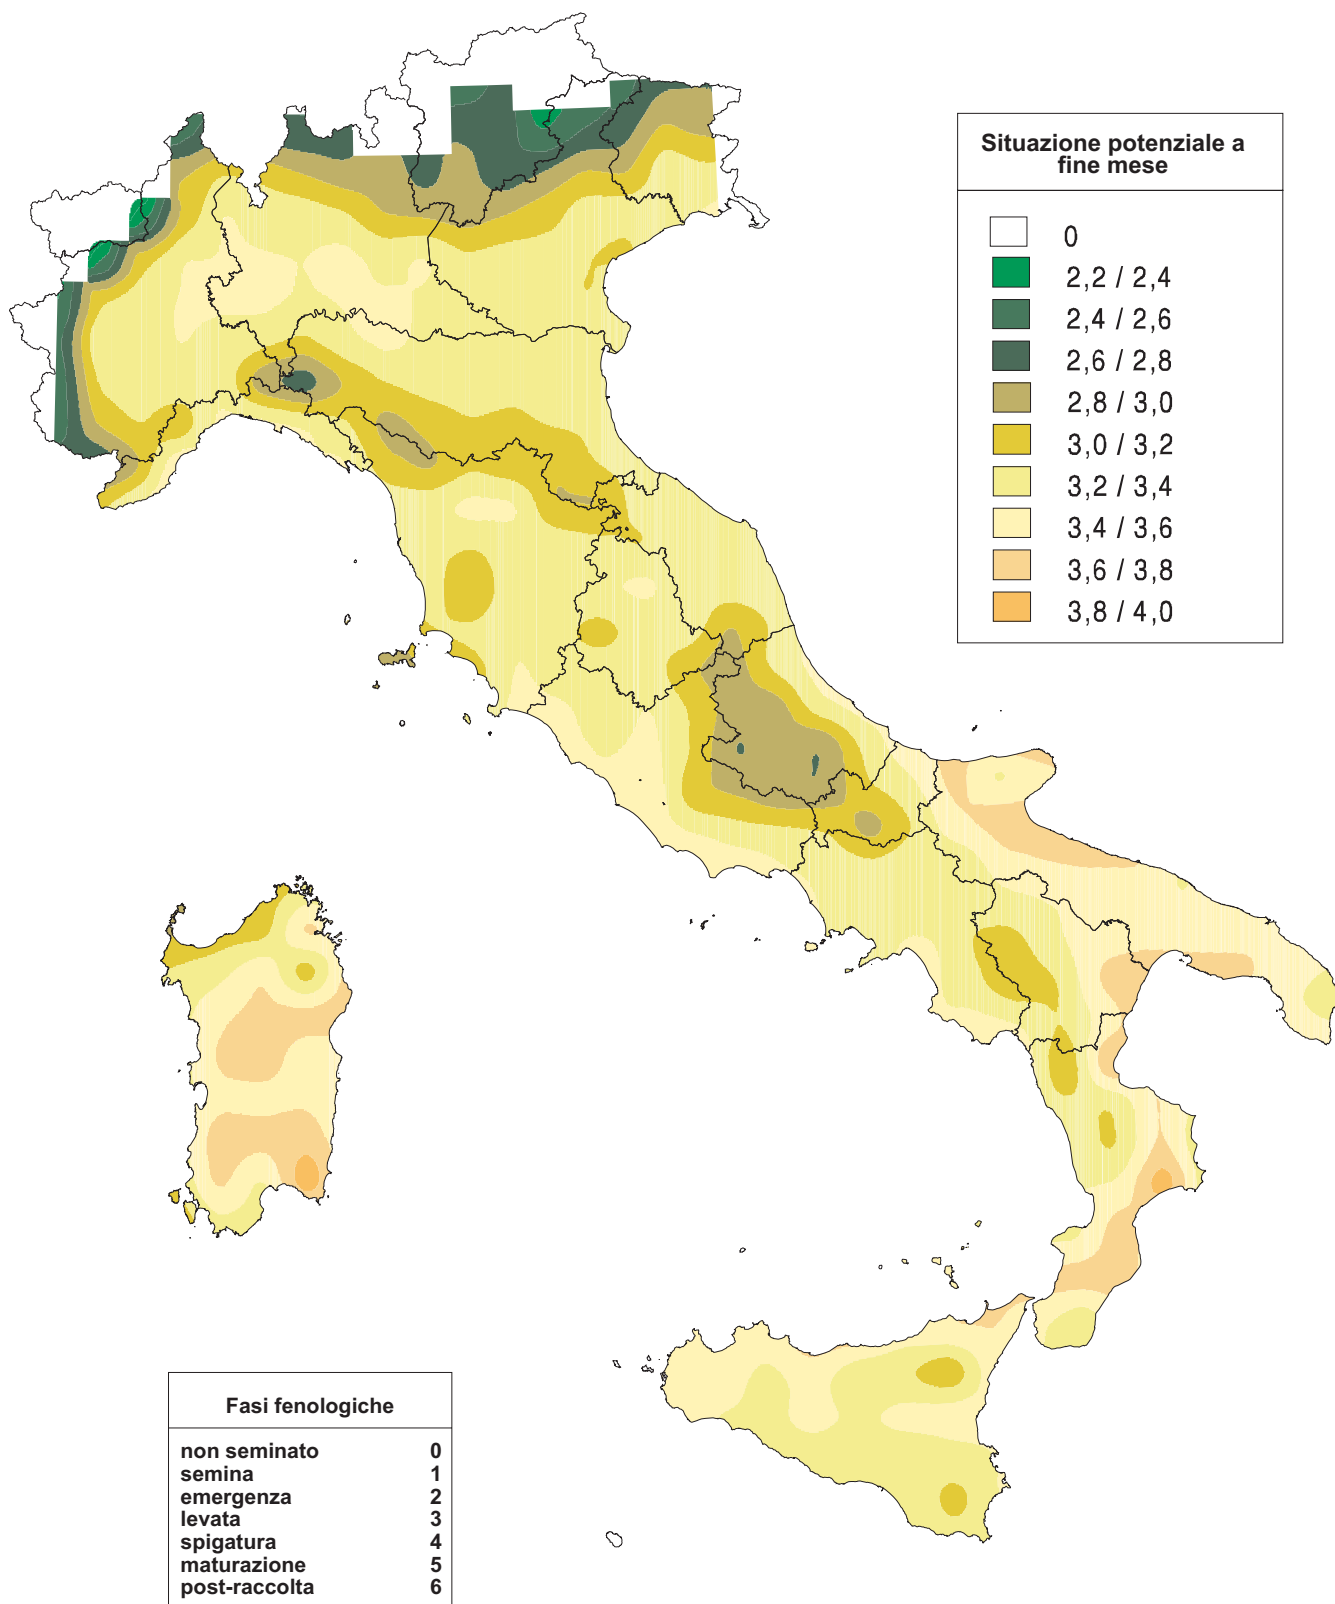 Situazione potenziale a
fine mese
0
2,2 / 2,4
2,4 / 2,6
2,6 / 2,8
2,8 / 3,0
3,0 / 3,2
3,2 / 3,4
3,4 / 3,6
3,6 / 3,8
3,8 / 4,0
Fasi fenologiche
non seminato 0
semina 1
emergenza 2
levata 3
spigatura 4
maturazione 5
post-raccolta 6